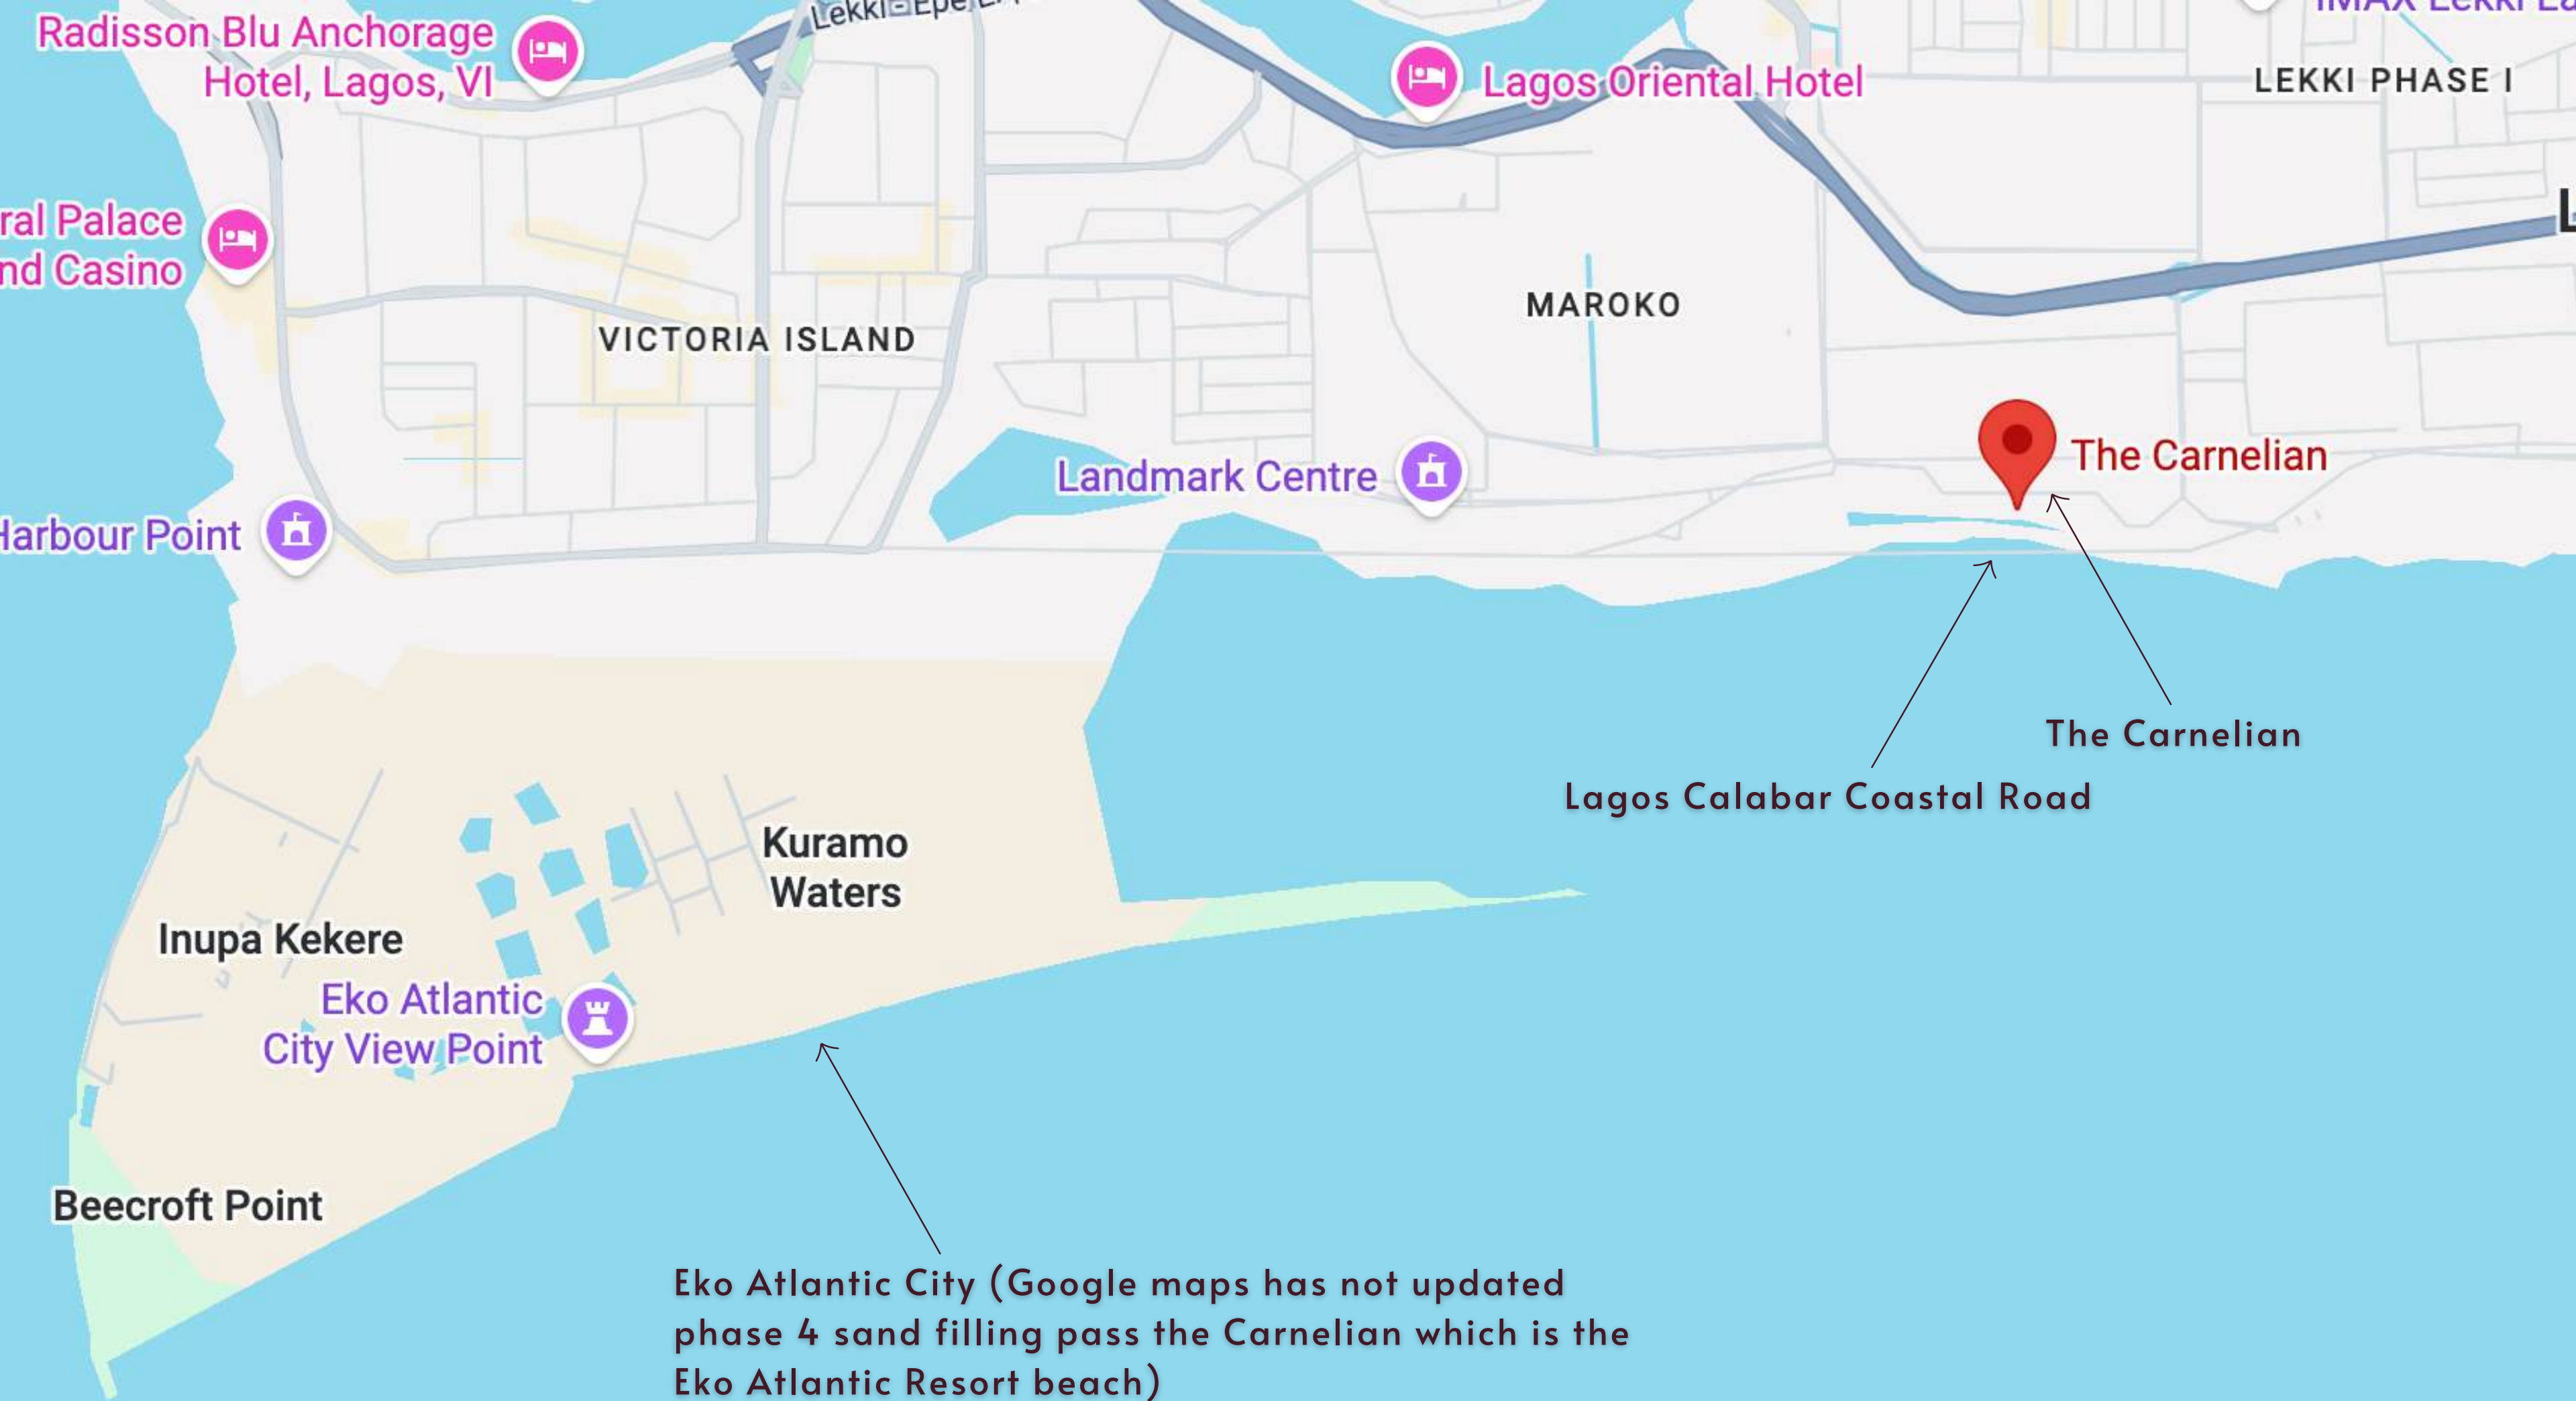 Radisson Blu Anchorage
Hotel, Lagos, VI
Lekki - Epe
Lagos Oriental Hotel
LEKKI PHASE I
ral Palace
nd Casino
MAROKO
VICTORIA ISLAND
Landmark Centre
The Carnelian
Harbour Point
The Carnelian
Lagos Calabar Coastal Road
Kuramo
Waters
Inupa Kekere
Eko Atlantic
City View Point
Beecroft Point
Eko Atlantic City (Google maps has not updated
phase 4 sand filling pass the Carnelian which is the
Eko Atlantic Resort beach)